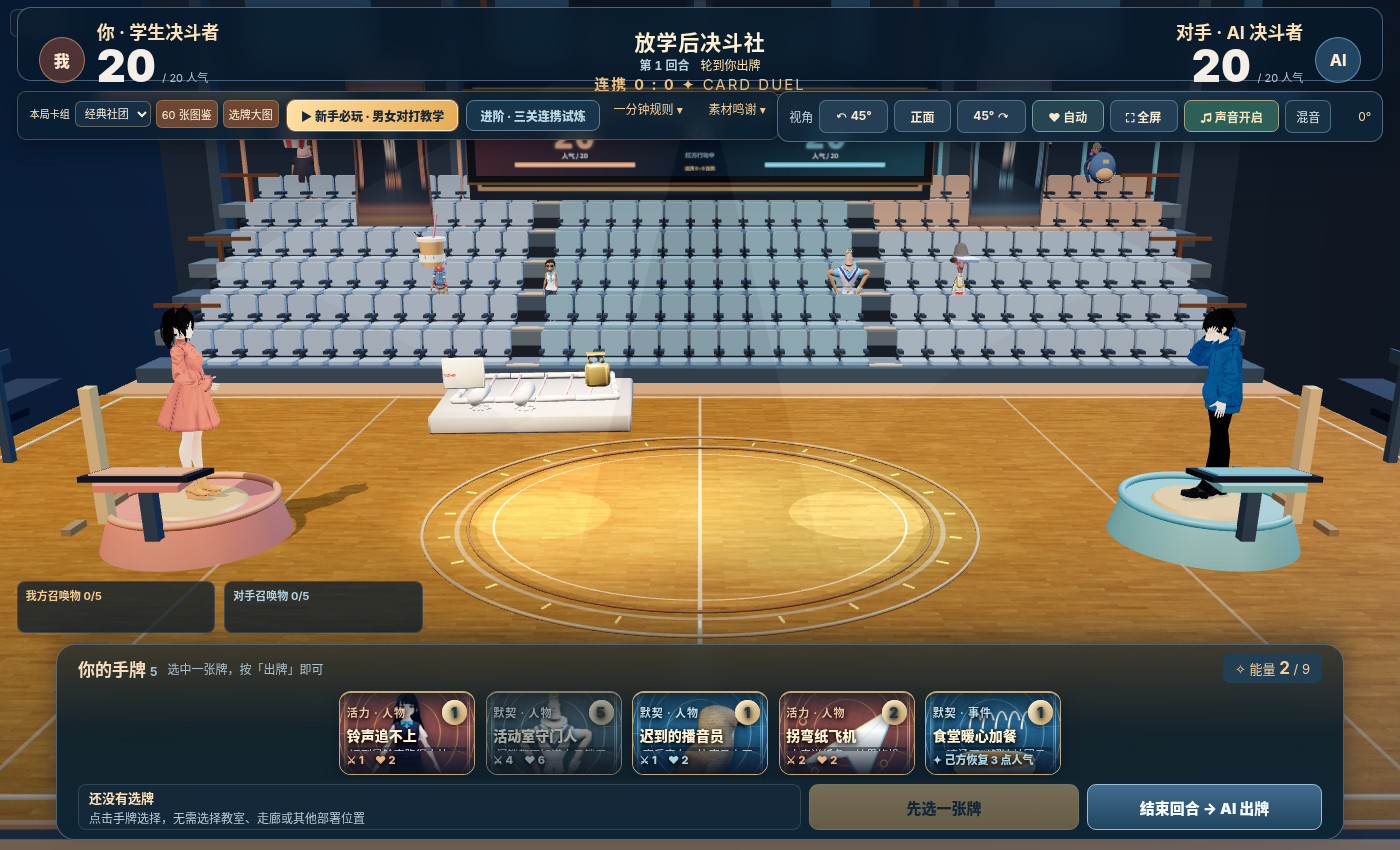 我
你 · 学生决斗者
20 / 20 人气
放学后决斗社
第 1 回合 轮到你出牌
连携 0 : 0 ✦ CARD DUEL
对手 · AI 决斗者
20 / 20 人气
AI
本局卡组 经典社团 60 张图鉴 选牌大图 ▶ 新手必玩 · 男女对打教学 进阶 · 三关连携试炼 一分钟规则 ▾ 素材鸣谢 ▾
视角 ↶ 45° 正面 45° ↷ ♥ 自动 ⛶ 全屏 ♫ 声音开启 混音 0°
人气 / 20
人气 / 20
我方召唤物 0/5
对手召唤物 0/5
你的手牌 5 选中一张牌，按「出牌」即可
✧ 能量 2 / 9
活力 · 人物 1
铃声追不上
⚔ 1 ♥ 2
默契 · 人物 5
活动室守门人
⚔ 4 ♥ 6
默契 · 人物 1
迟到的播音员
⚔ 1 ♥ 2
活力 · 人物 2
拐弯纸飞机
⚔ 2 ♥ 2
默契 · 事件 1
食堂暖心加餐
✦ 己方恢复 3 点人气
还没有选牌
点击手牌选择，无需选择教室、走廊或其他部署位置
先选一张牌
结束回合 → AI 出牌